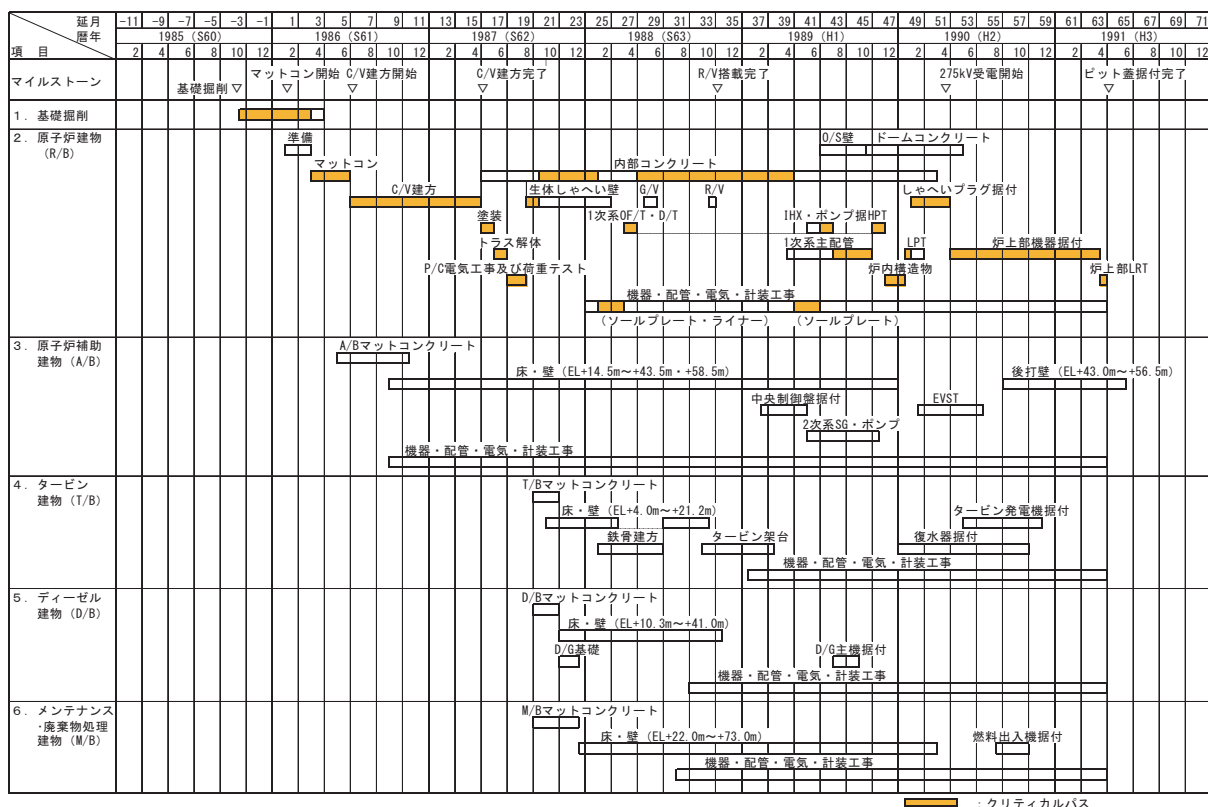 延月 -11 -9 -7 -5 -3 -1 1 3 5 7 9 11 13 15 17 19 21 23 25 27 29 31 33 35 37 39 41 43 45 47 49 51 53 55 57 59 61 63 65 67 69 71
暦年 1985 (S60) 1986 (S61) 1987 (S62) 1988 (S63) 1989 (H1) 1990 (H2) 1991 (H3)
項 目 2 4 6 8 10 12 2 4 6 8 10 12 2 4 6 8 10 12 2 4 6 8 10 12 2 4 6 8 10 12 2 4 6 8 10 12 2 4 6 8 10 12
マットコン開始 C/V建方開始 C/V建方完了 R/V搭載完了 275kV受電開始 ピット蓋据付完了
マイルストーン
基礎掘削▽ ▽ ▽ ▽ ▽ ▽ ▽
1. 基礎掘削
2. 原子炉建物 準備 O/S壁 ドームコンクリート
(R/B)
マットコン 内部コンクリート
C/V建方 生体しゃへい壁 G/V R/V しゃへいプラグ据付
塗装 1次系OF/T・D/T IHX・ポンプ据HPT
トラス解体 1次系主配管 LPT 炉上部機器据付
P/C電気工事及び荷重テスト 炉内構造物 炉上部LRT
機器・配管・電気・計装工事
(ソールプレート・ライナー) (ソールプレート)
3. 原子炉補助 A/Bマットコンクリート
建物 (A/B)
床・壁 (EL+14.5m~+43.5m・+58.5m) 後打壁 (EL+43.0m~+56.5m)
中央制御盤据付 EVST
2次系SG・ポンプ
機器・配管・電気・計装工事
4. タービン T/Bマットコンクリート
建物 (T/B)
床・壁 (EL+4.0m~+21.2m) タービン発電機据付
鉄骨建方 タービン架台 復水器据付
機器・配管・電気・計装工事
5. ディーゼル D/Bマットコンクリート
建物 (D/B)
床・壁 (EL+10.3m~+41.0m)
D/G基礎 D/G主機据付
機器・配管・電気・計装工事
6. メンテナンス M/Bマットコンクリート
・廃棄物処理
建物 (M/B) 床・壁 (EL+22.0m~+73.0m) 燃料出入機据付
機器・配管・電気・計装工事
:クリティカルパス